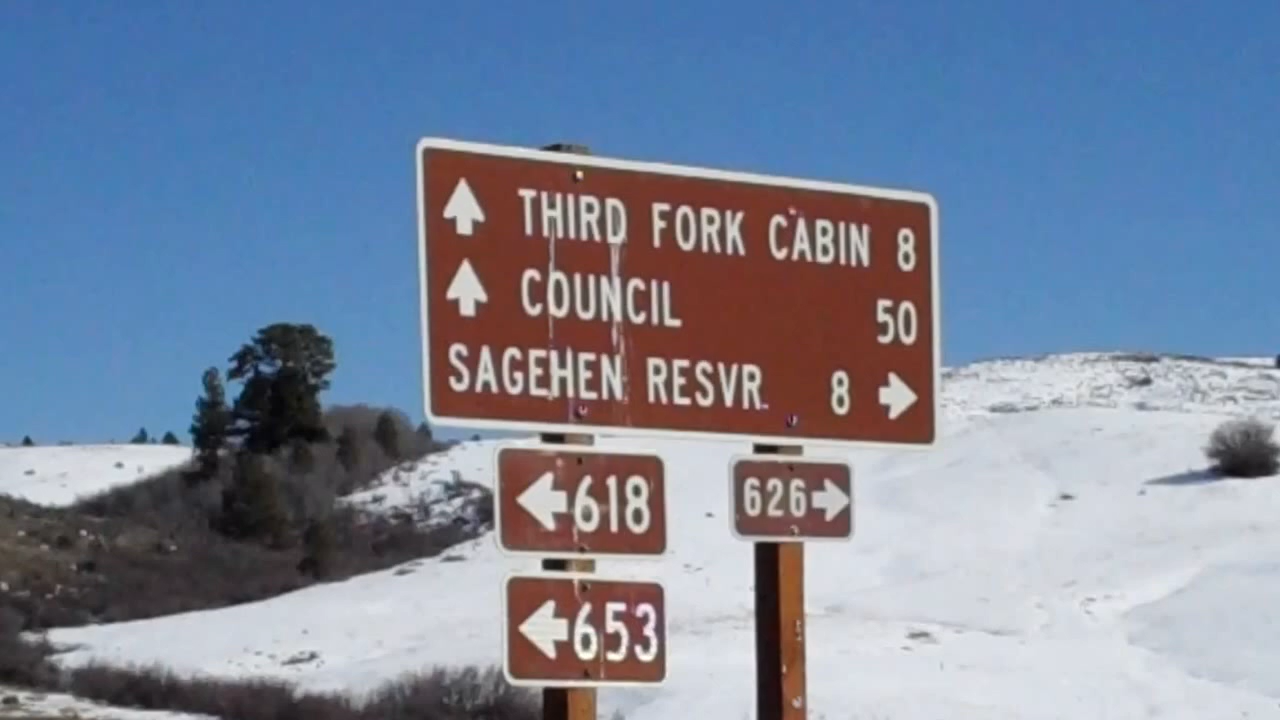 THIRD FORK CABIN 8
COUNCIL 50
SAGEHEN RESVR. 8
618
626
653